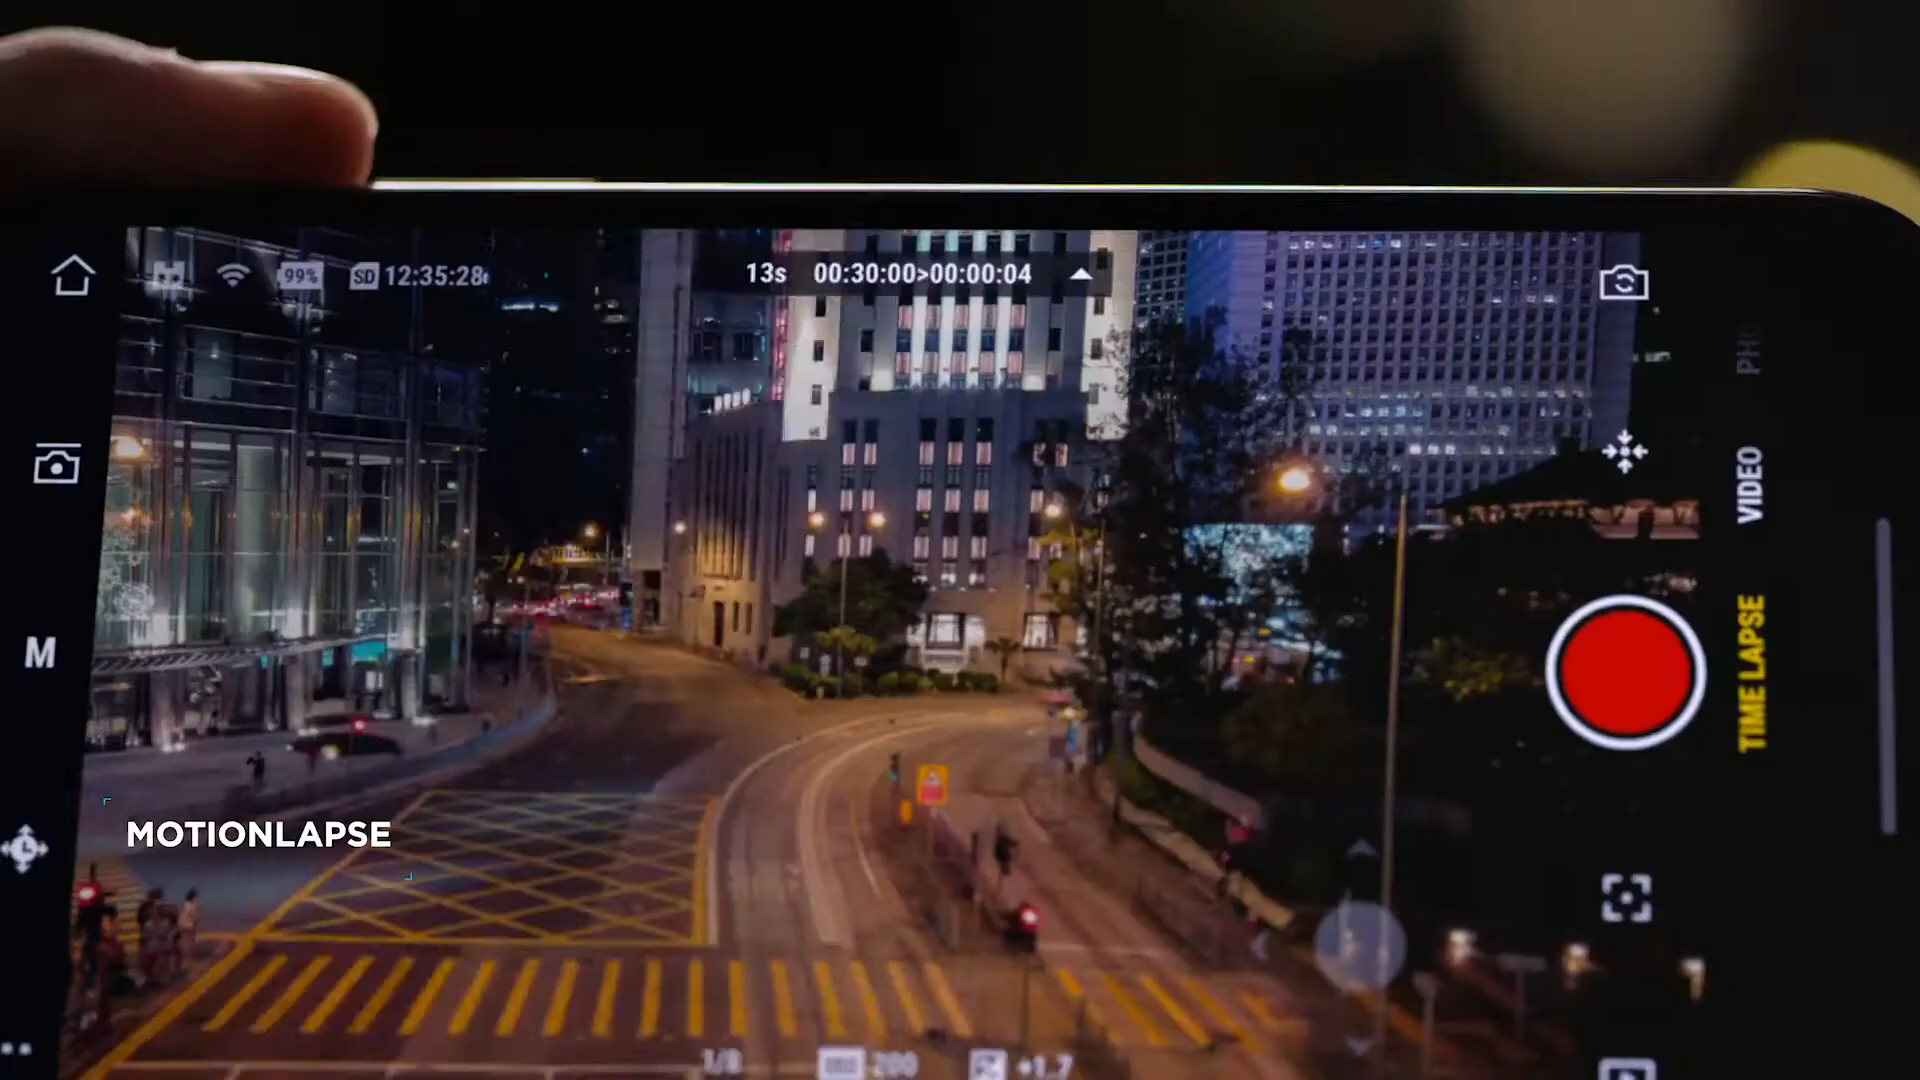 99% SD 12:35:28
13s 00:30:00>00:00:04
PHO
VIDEO
TIME LAPSE
M
MOTIONLAPSE
1/8 200 +1.7